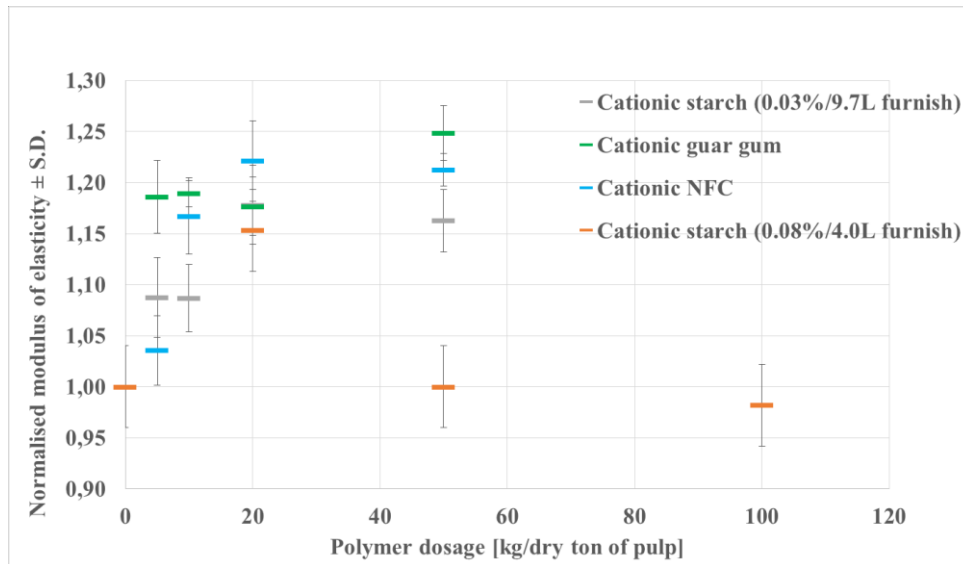 1,30
1,25
1,20
1,15
1,10
1,05
1,00
0,95
0,90
Normalised modulus of elasticity ± S.D.
Cationic starch (0.03%/9.7L furnish)
Cationic guar gum
Cationic NFC
Cationic starch (0.08%/4.0L furnish)
0 20 40 60 80 100 120
Polymer dosage [kg/dry ton of pulp]